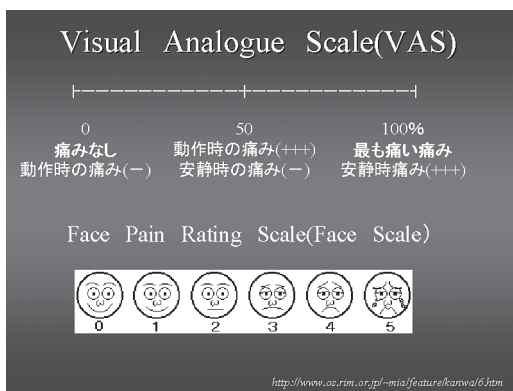 Visual Analogue Scale(VAS)
0 50 100%
痛みなし 動作時の痛み(+++) 最も痛い痛み
動作時の痛み(−) 安静時の痛み(−) 安静時痛み(+++)
Face Pain Rating Scale(Face Scale)
0 1 2 3 4 5
http://www.os.rim.or.jp/~mia/feature/kanwa/6.htm